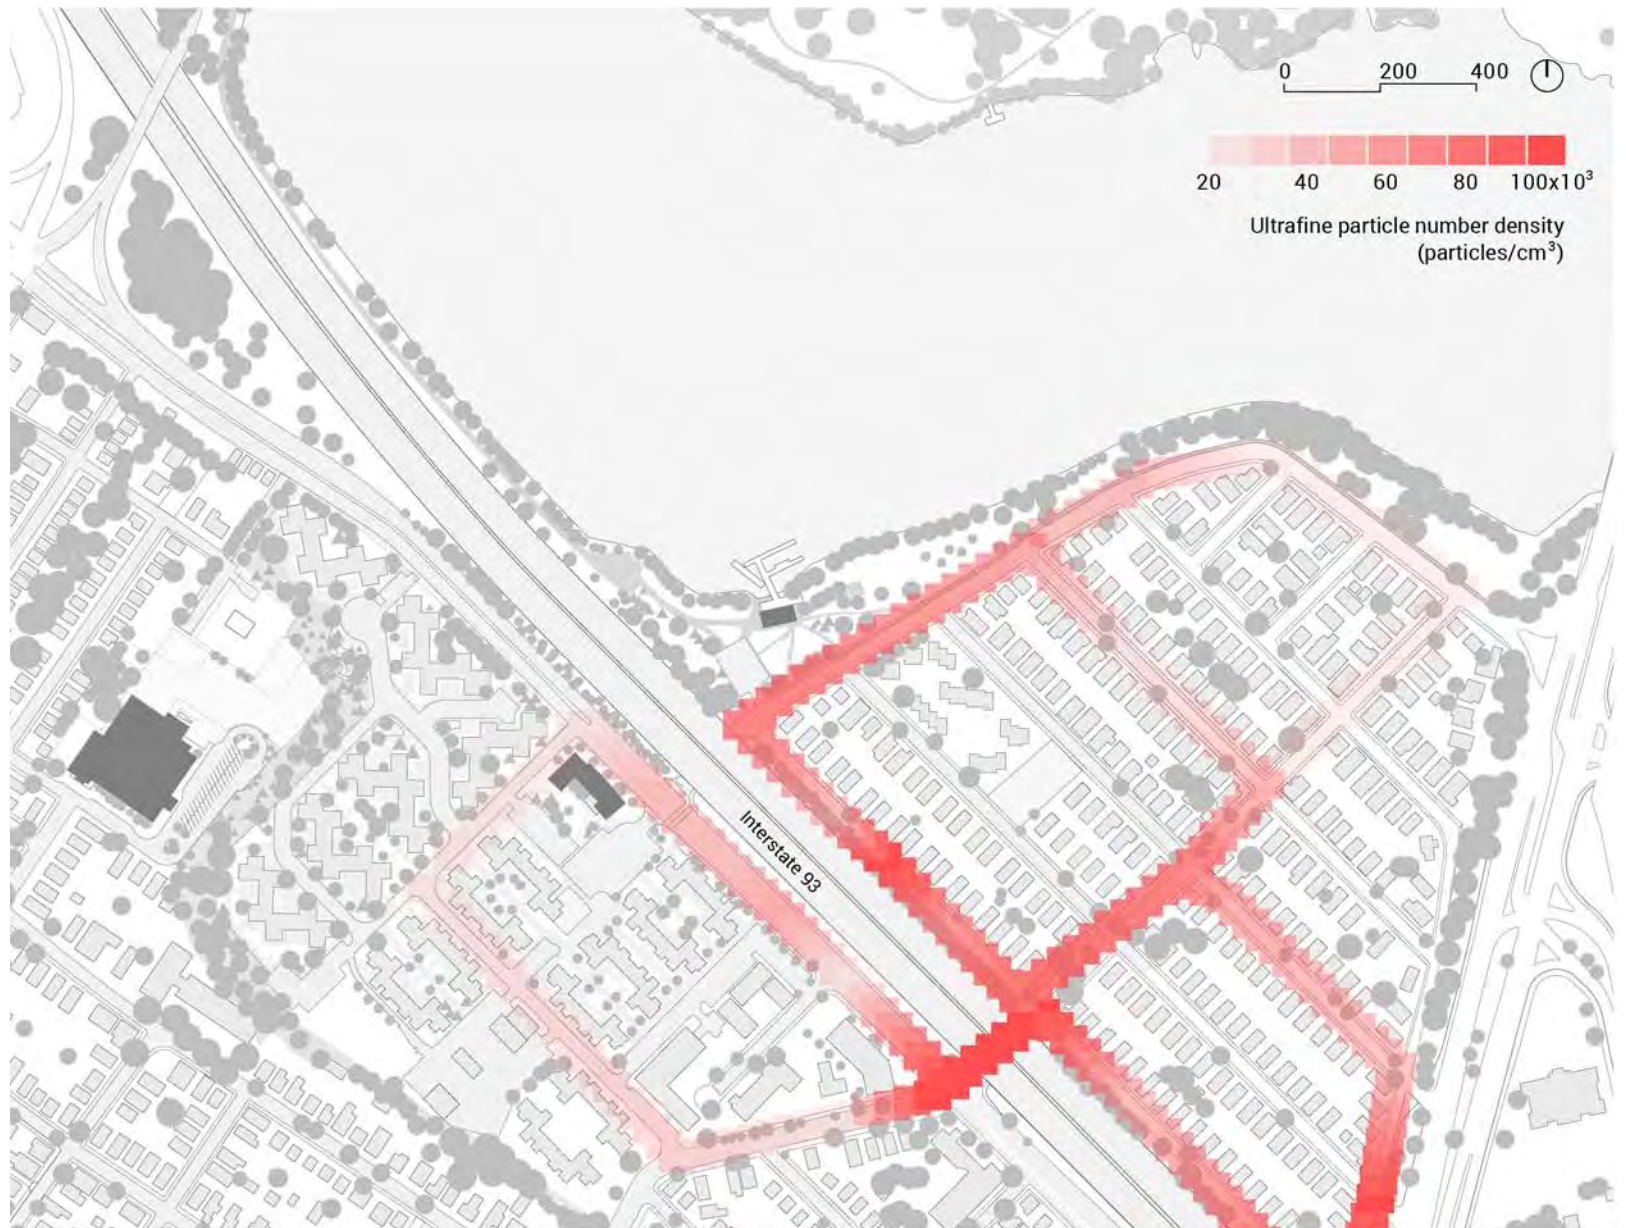 0 200 400
20 40 60 80 100x10³
Ultrafine particle number density
(particles/cm³)
Interstate 93